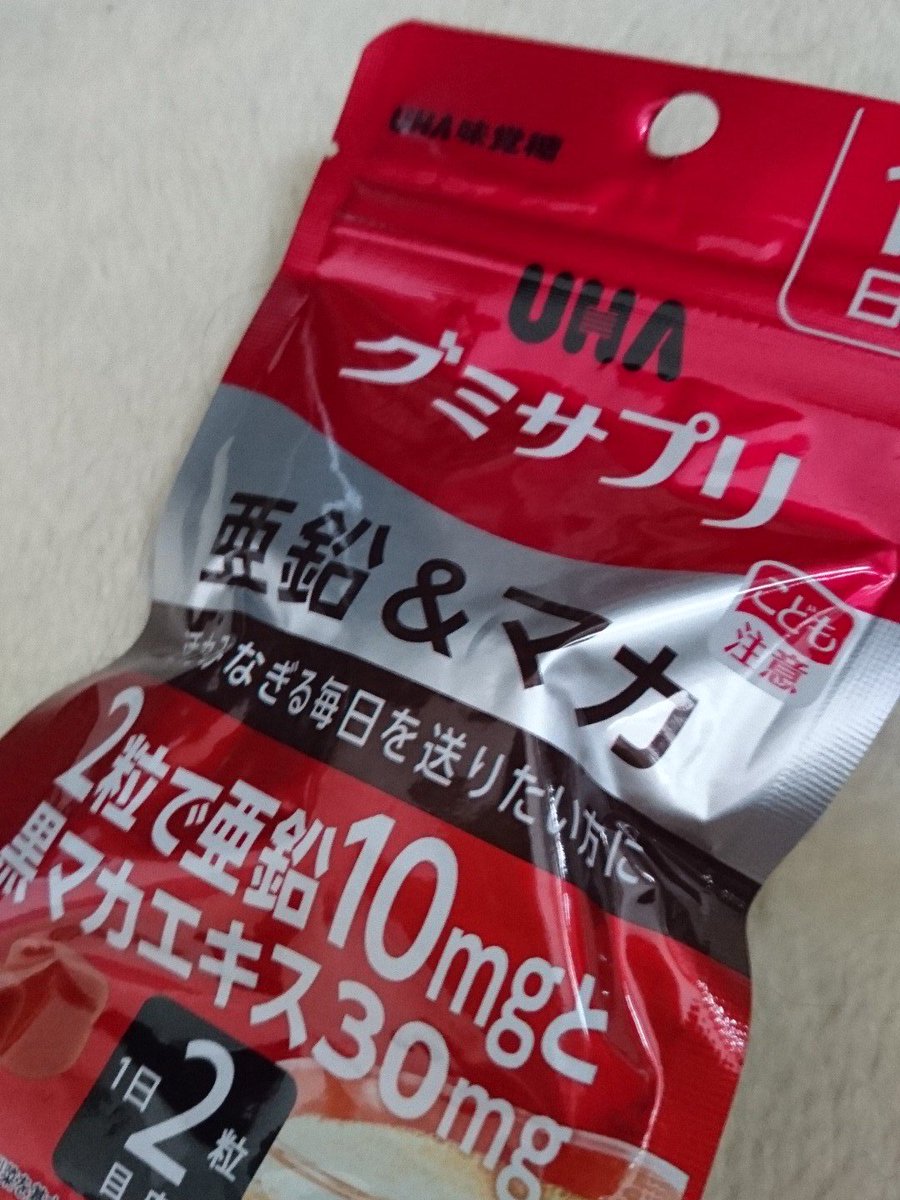 UHA味覚糖
UHA
グミサプリ
亜鉛&マカ
こども
注意
みなぎる毎日を送りたい方に
2粒で亜鉛10mgと
黒マカエキス30mg
1日
2粒
日